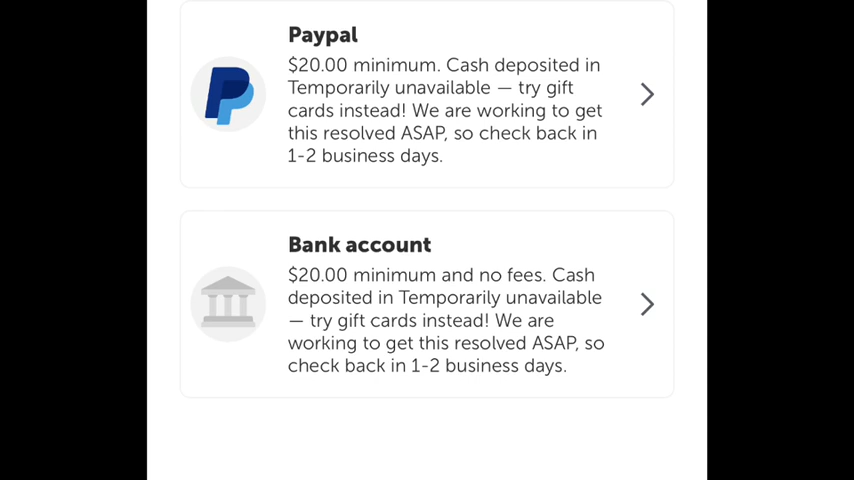 Paypal
$20.00 minimum. Cash deposited in
Temporarily unavailable — try gift
cards instead! We are working to get
this resolved ASAP, so check back in
1-2 business days.
Bank account
$20.00 minimum and no fees. Cash
deposited in Temporarily unavailable
— try gift cards instead! We are
working to get this resolved ASAP, so
check back in 1-2 business days.